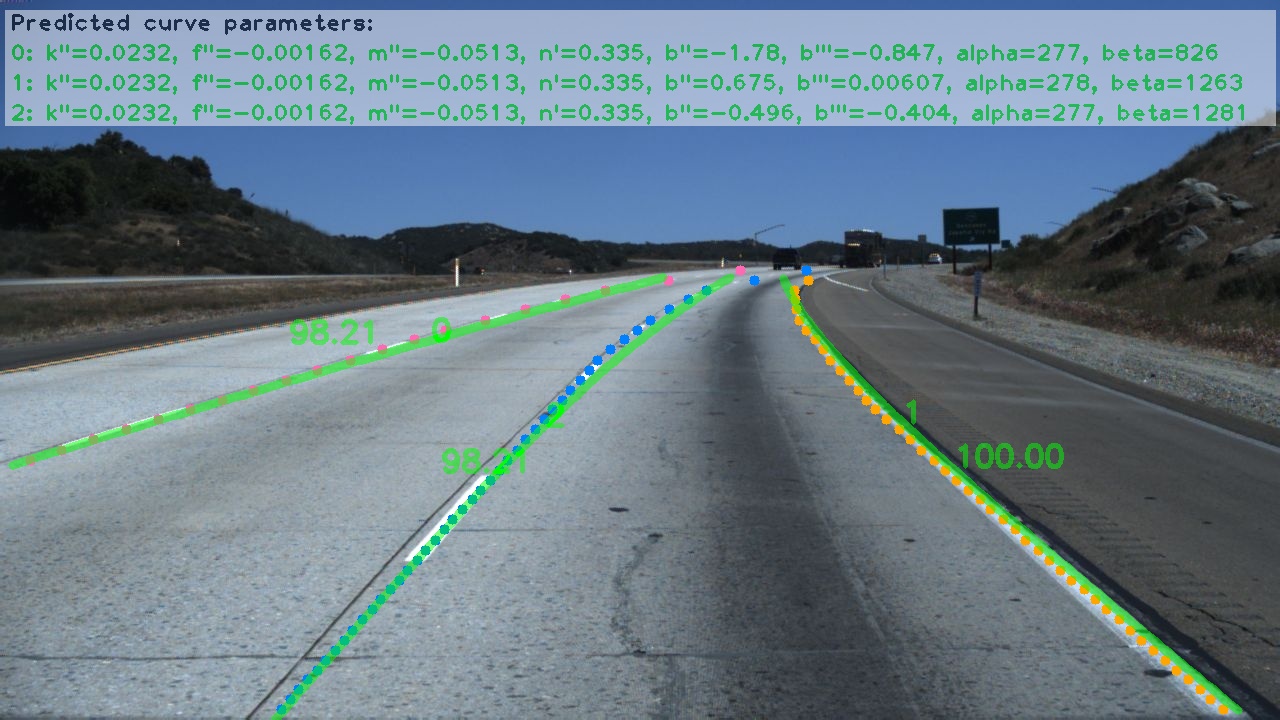 Predicted curve parameters:
0: k''=0.0232, f''=−0.00162, m''=−0.0513, n'=0.335, b''=−1.78, b'''=−0.847, alpha=277, beta=826
1: k''=0.0232, f''=−0.00162, m''=−0.0513, n'=0.335, b''=0.675, b'''=0.00607, alpha=278, beta=1263
2: k''=0.0232, f''=−0.00162, m''=−0.0513, n'=0.335, b''=−0.496, b'''=−0.404, alpha=277, beta=1281
98.21 0
2 1
98.21 100.00